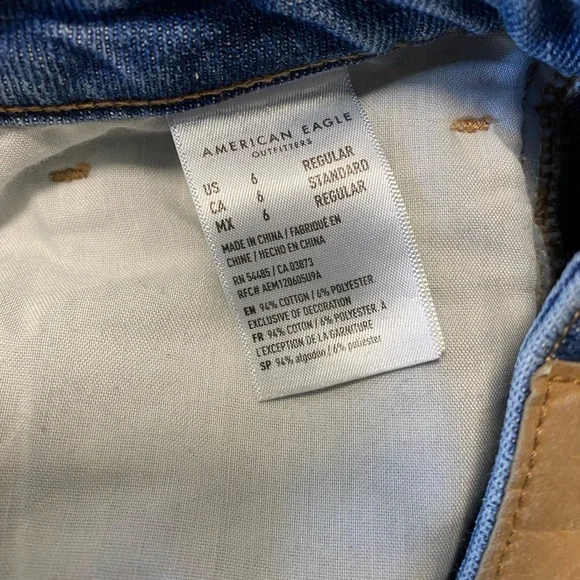 AMERICAN EAGLE
OUTFITTERS
US 6 REGULAR
CA 6 STANDARD
MX 6 REGULAR
MADE IN CHINA / FABRIQUÉ EN
CHINE / HECHO EN CHINA
RN 54485 / CA 03873
RFC# AEM120605U9A
EN 94% COTTON / 6% POLYESTER
EXCLUSIVE OF DECORATION
FR 94% COTON / 6% POLYESTER, À
L'EXCEPTION DE LA GARNITURE
SP 94% algodón / 6% poliester